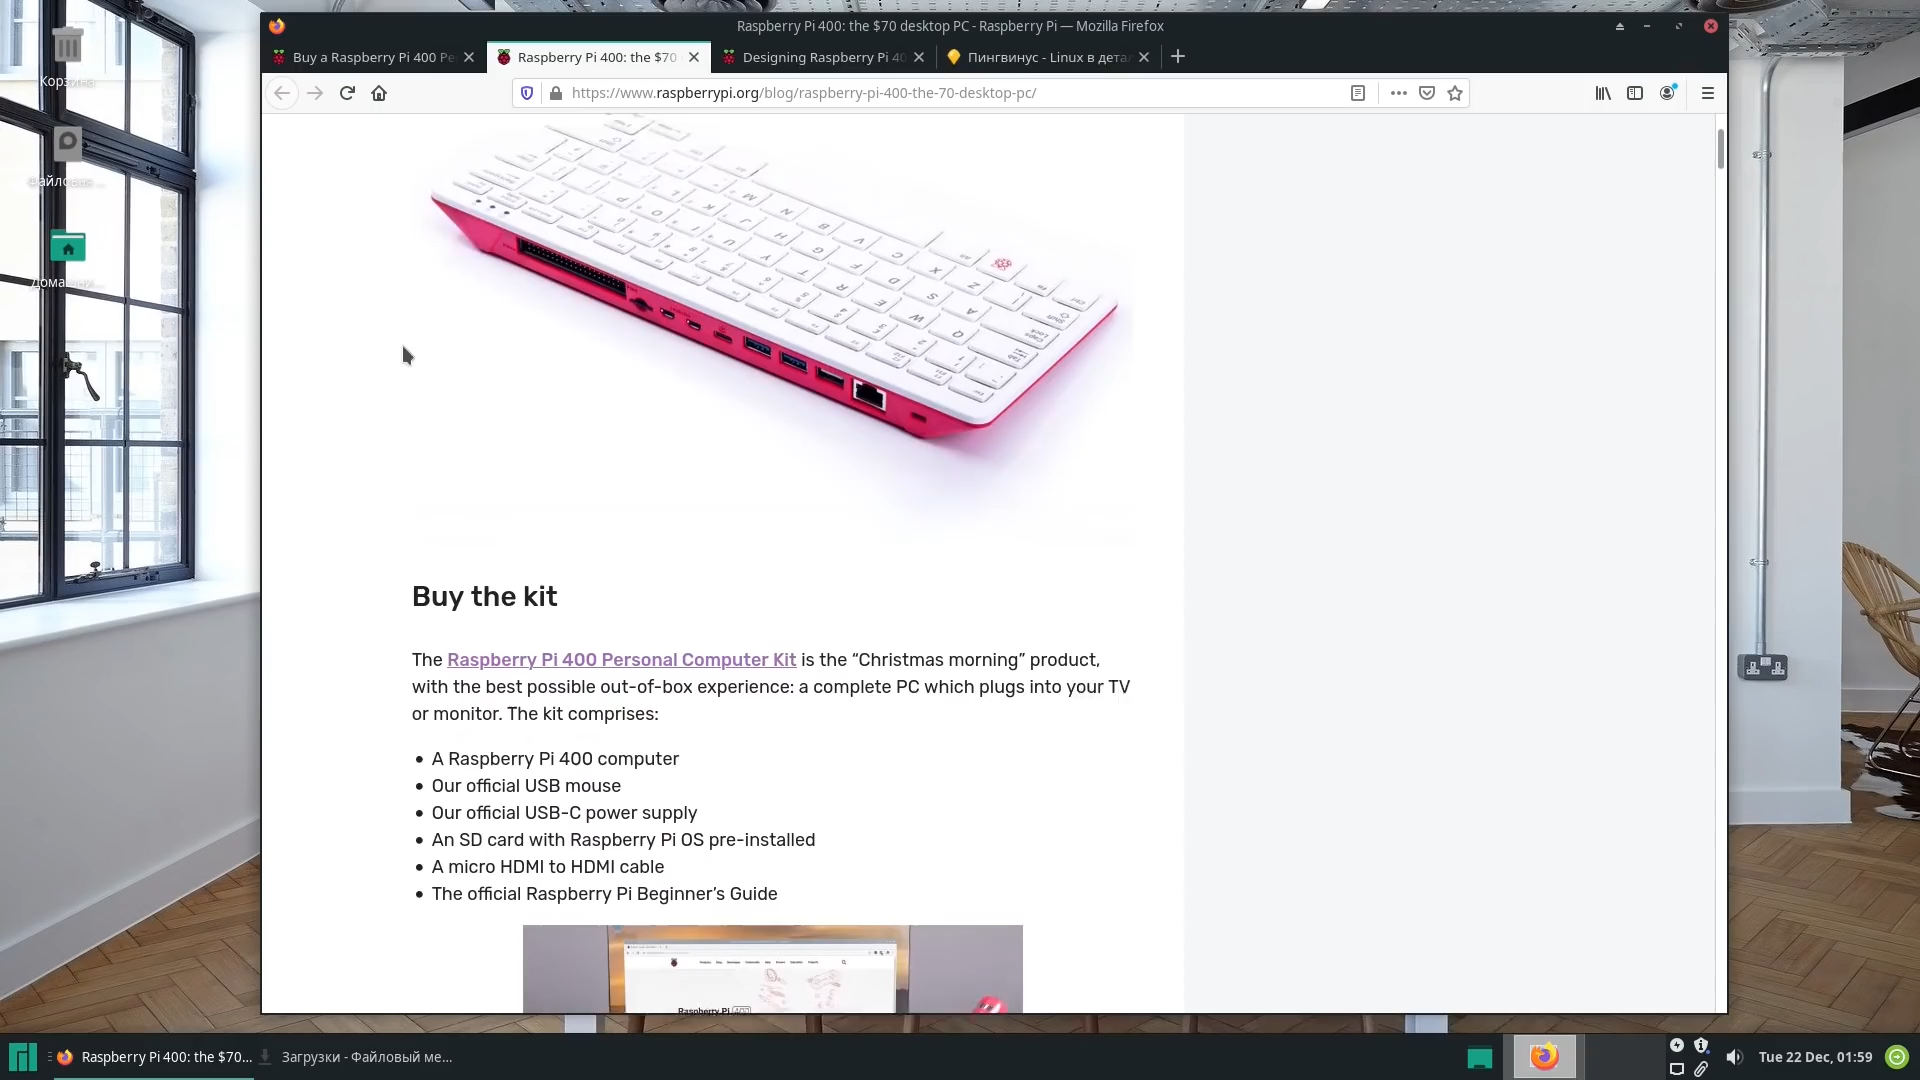 Raspberry Pi 400: the $70 desktop PC - Raspberry Pi — Mozilla Firefox
Buy a Raspberry Pi 400 Pe
Raspberry Pi 400: the $70
Designing Raspberry Pi 40
Пингвинус - Linux в дета
https://www.raspberrypi.org/blog/raspberry-pi-400-the-70-desktop-pc/
Корзина
Файловая ...
Домашний...
Buy the kit
The Raspberry Pi 400 Personal Computer Kit is the “Christmas morning” product,
with the best possible out-of-box experience: a complete PC which plugs into your TV
or monitor. The kit comprises:
• A Raspberry Pi 400 computer
• Our official USB mouse
• Our official USB-C power supply
• An SD card with Raspberry Pi OS pre-installed
• A micro HDMI to HDMI cable
• The official Raspberry Pi Beginner’s Guide
Raspberry Pi 400
Raspberry Pi 400: the $70...
Загрузки - Файловый ме...
Tue 22 Dec, 01:59